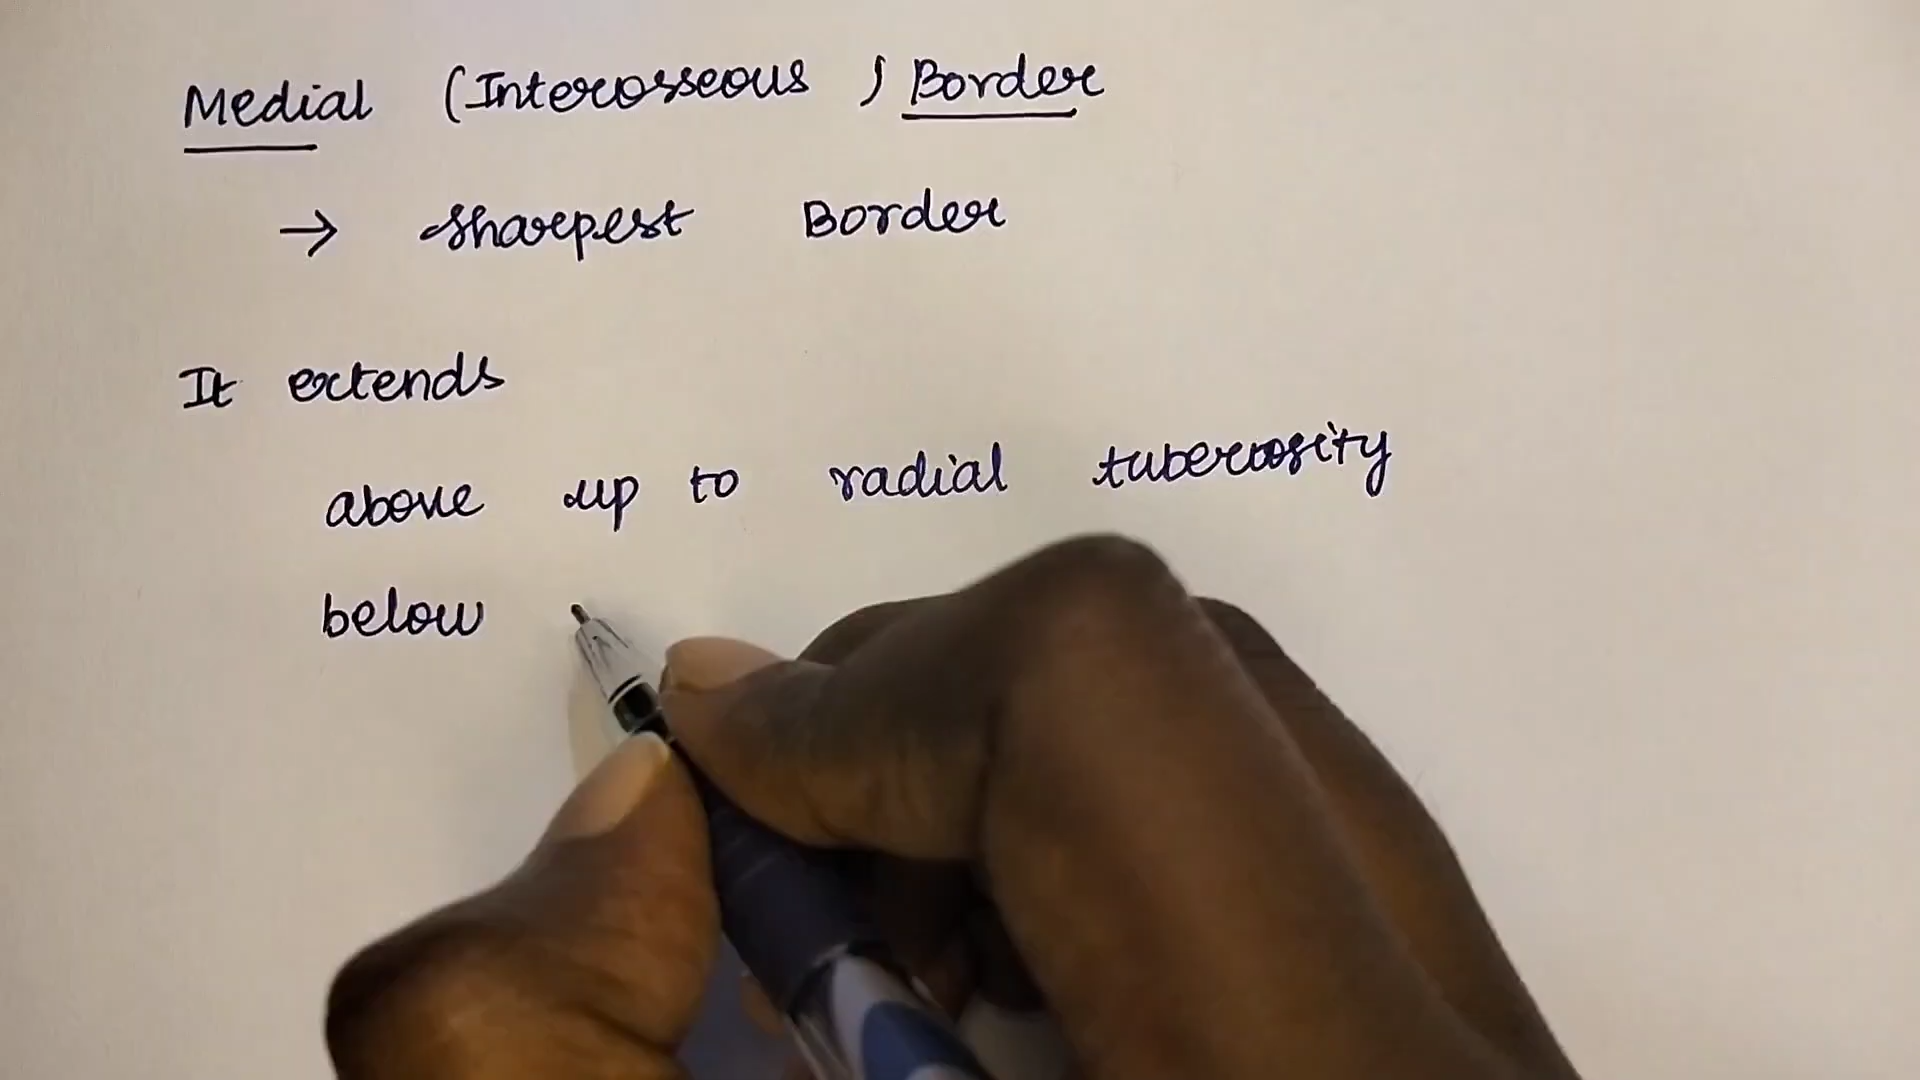 Medial (Interosseous ) Border
→ Sharpest Border
It extends
above up to radial tuberosity
below